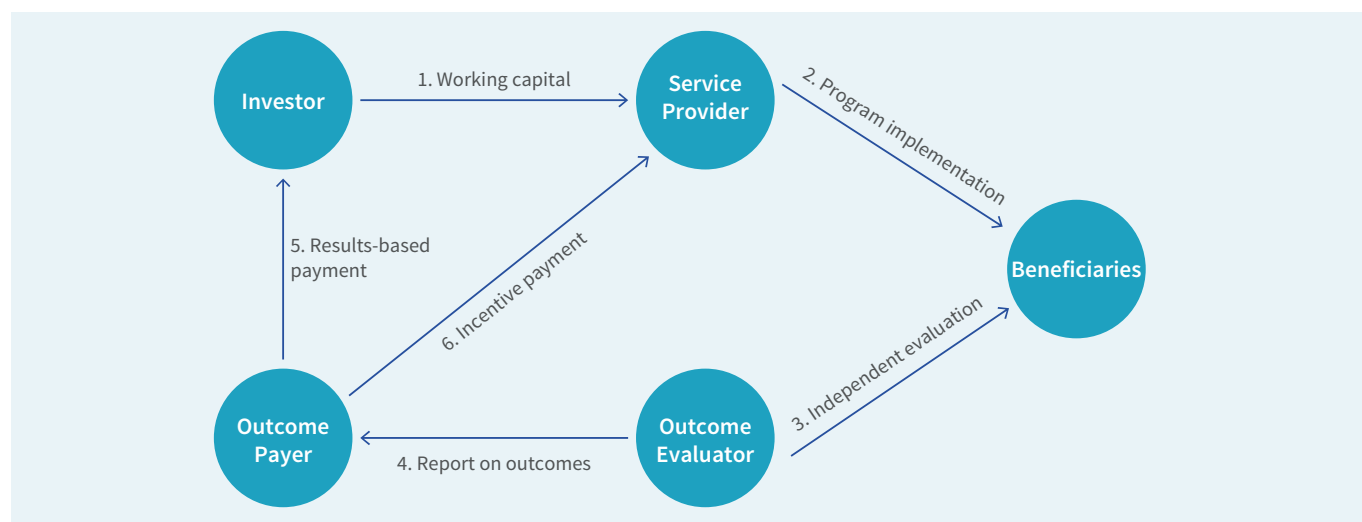 Investor
1. Working capital
Service
Provider
2. Program implementation
5. Results-based
payment
6. Incentive payment
Beneficiaries
3. Independent evaluation
Outcome
Payer
4. Report on outcomes
Outcome
Evaluator